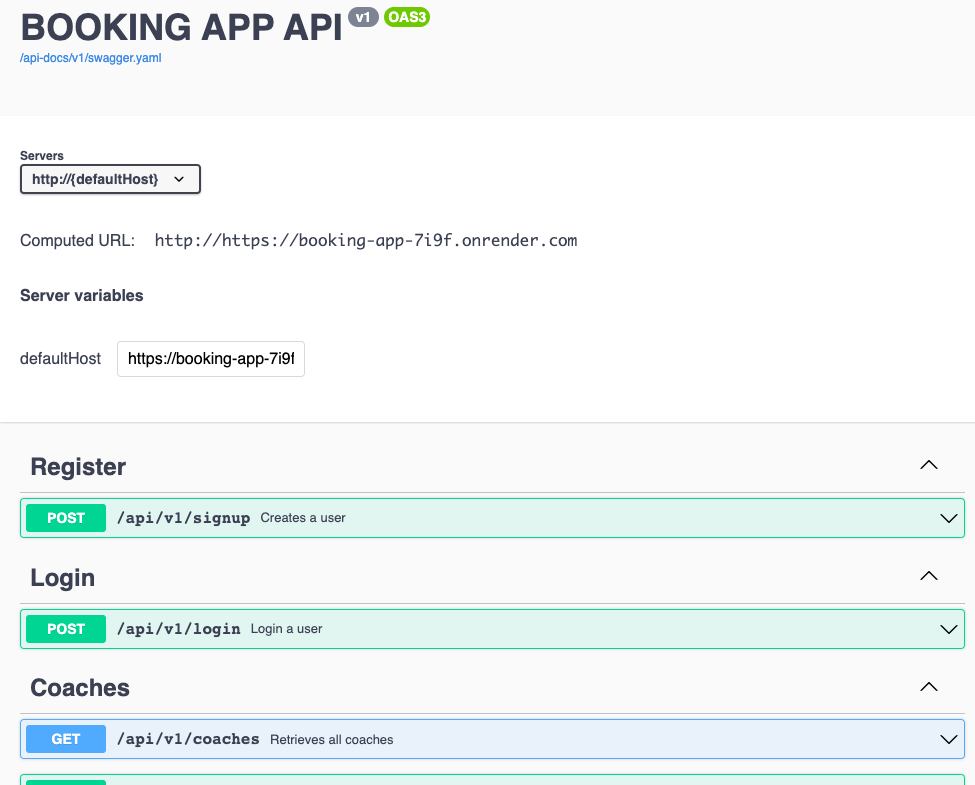 BOOKING APP API v1 OAS3
/api-docs/v1/swagger.yaml
Servers
http://{defaultHost}
Computed URL: http://https://booking-app-7i9f.onrender.com
Server variables
defaultHost https://booking-app-7i9f
Register
POST /api/v1/signup Creates a user
Login
POST /api/v1/login Login a user
Coaches
GET /api/v1/coaches Retrieves all coaches